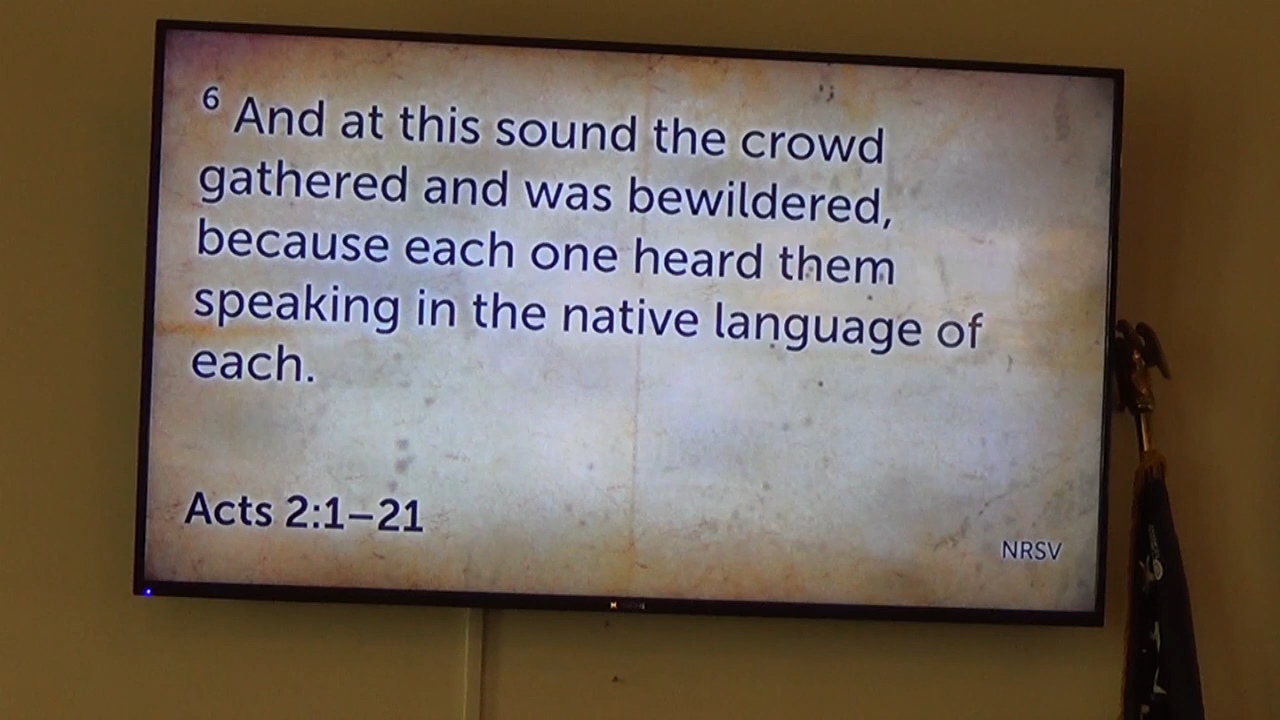 6 And at this sound the crowd
gathered and was bewildered,
because each one heard them
speaking in the native language of
each.
Acts 2:1–21
NRSV